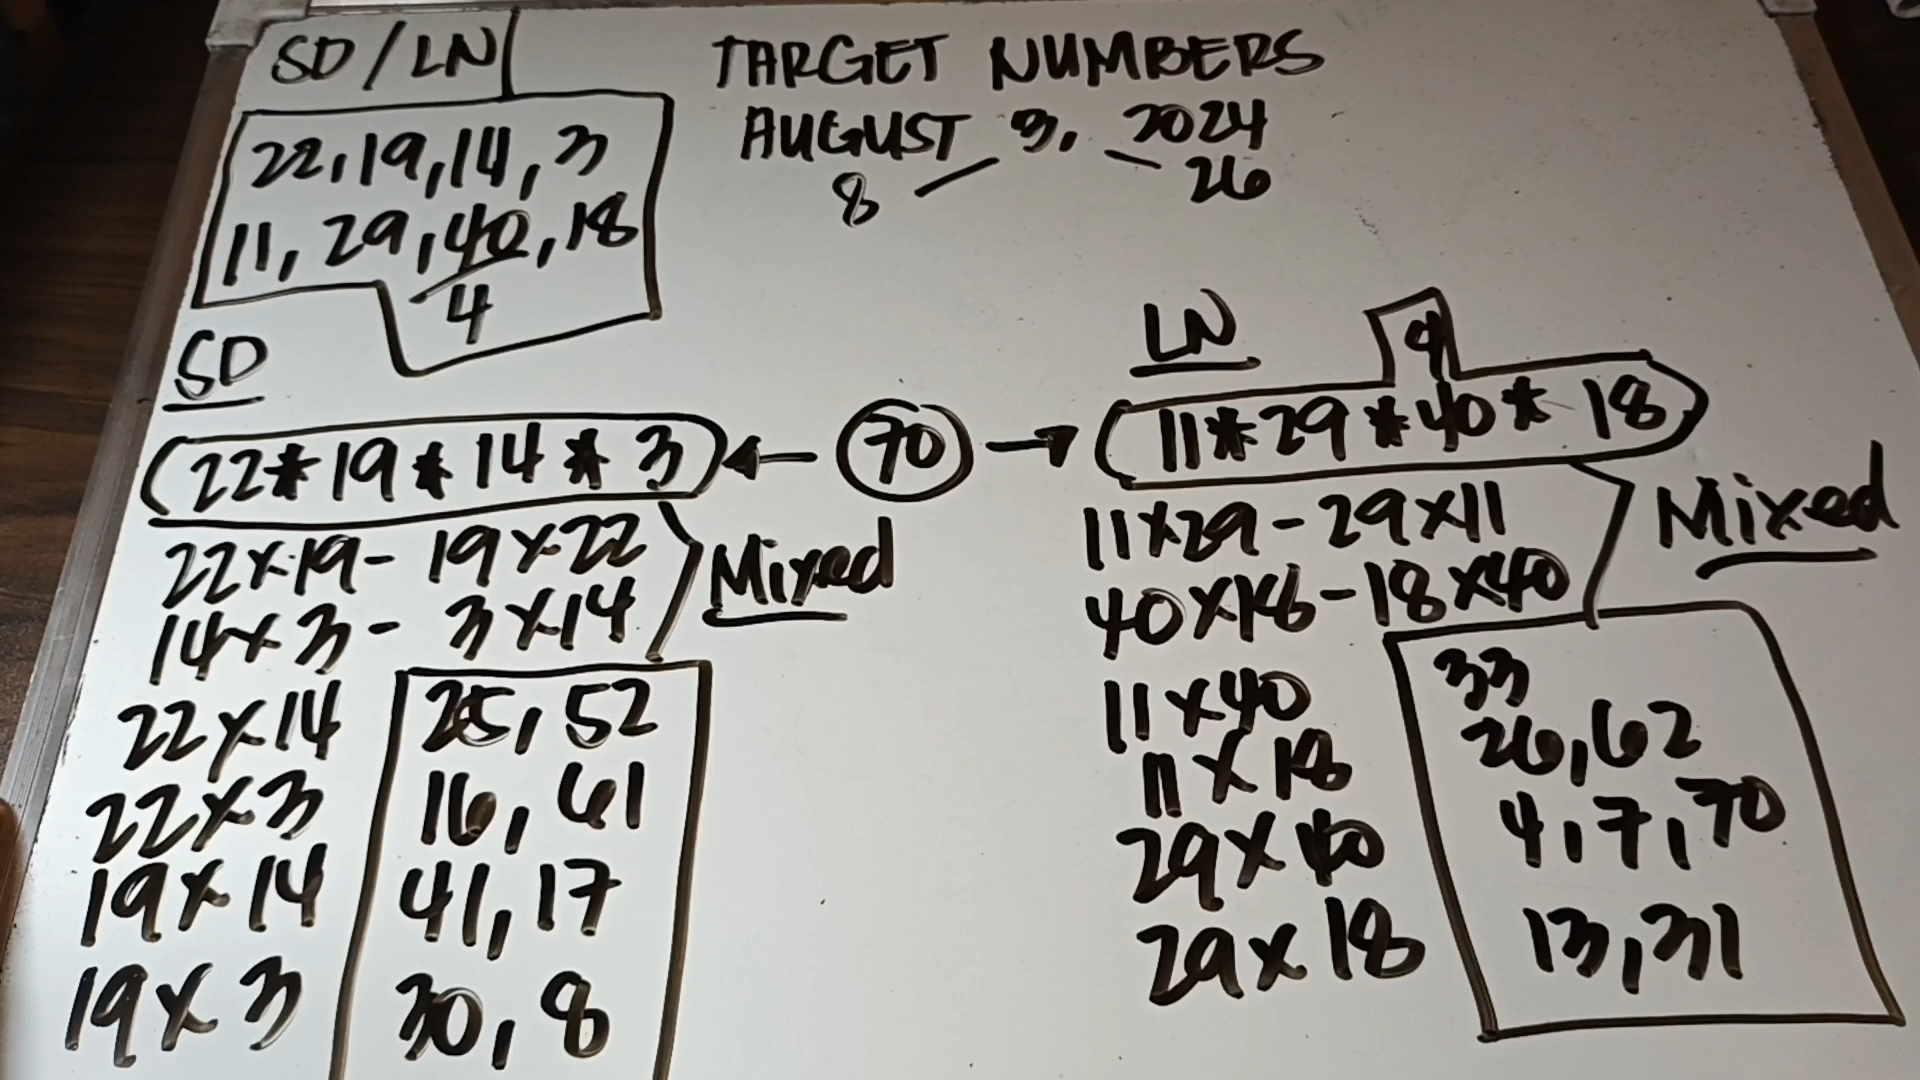 SD/LN
22,19,14,3
11,29,40,18
4
TARGET NUMBERS
AUGUST 3, 2024
8 26
SD
22*19*14*3
22x19- 19x22
14x3- 3x14
Mixed
22x14
22x3
19x14
19x3
25,52
16,61
41,17
30,8
70
LN
4
11*29*40*18
11x29-29x11
40x18-18x40
Mixed
11x40
11x18
29x40
29x18
33
26,62
4,7,70
13,31